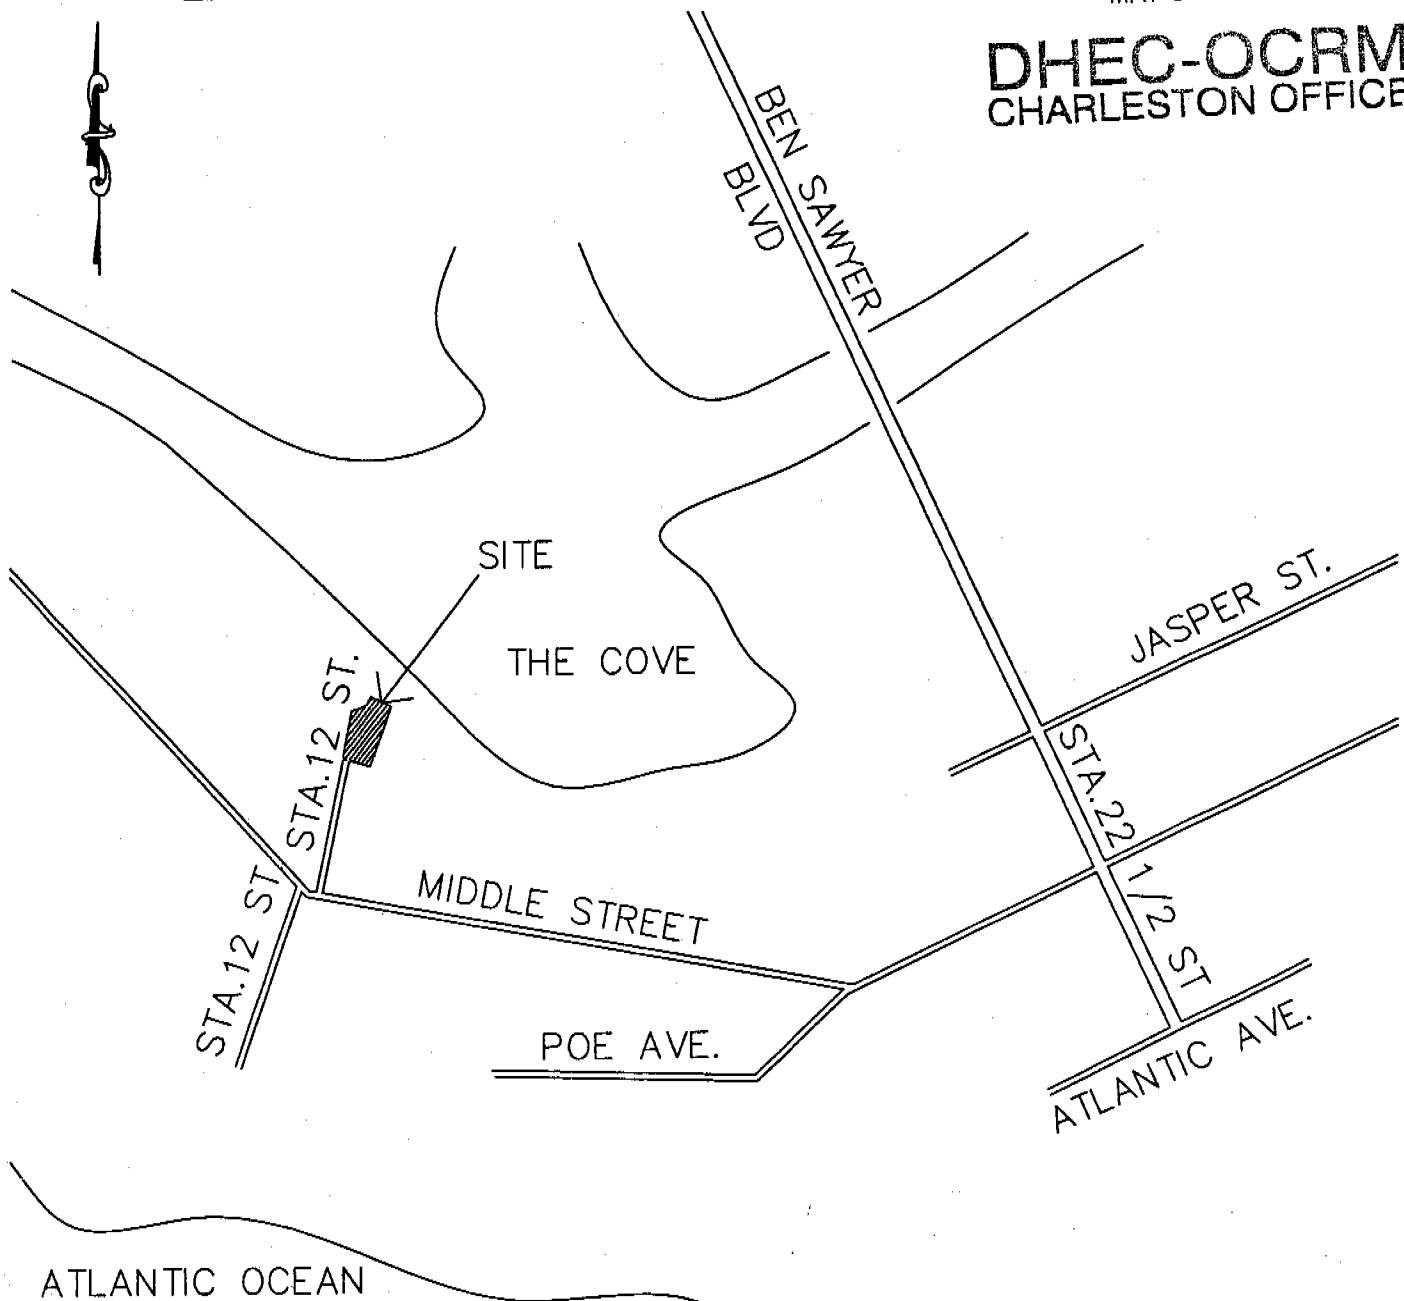 DHEC-OCRM
CHARLESTON OFFICE
BEN SAWYER
BLVD
SITE
THE COVE
JASPER ST.
STA.12 ST.
STA.22 1/2 ST
MIDDLE STREET
STA.12 ST
POE AVE.
ATLANTIC AVE.
ATLANTIC OCEAN